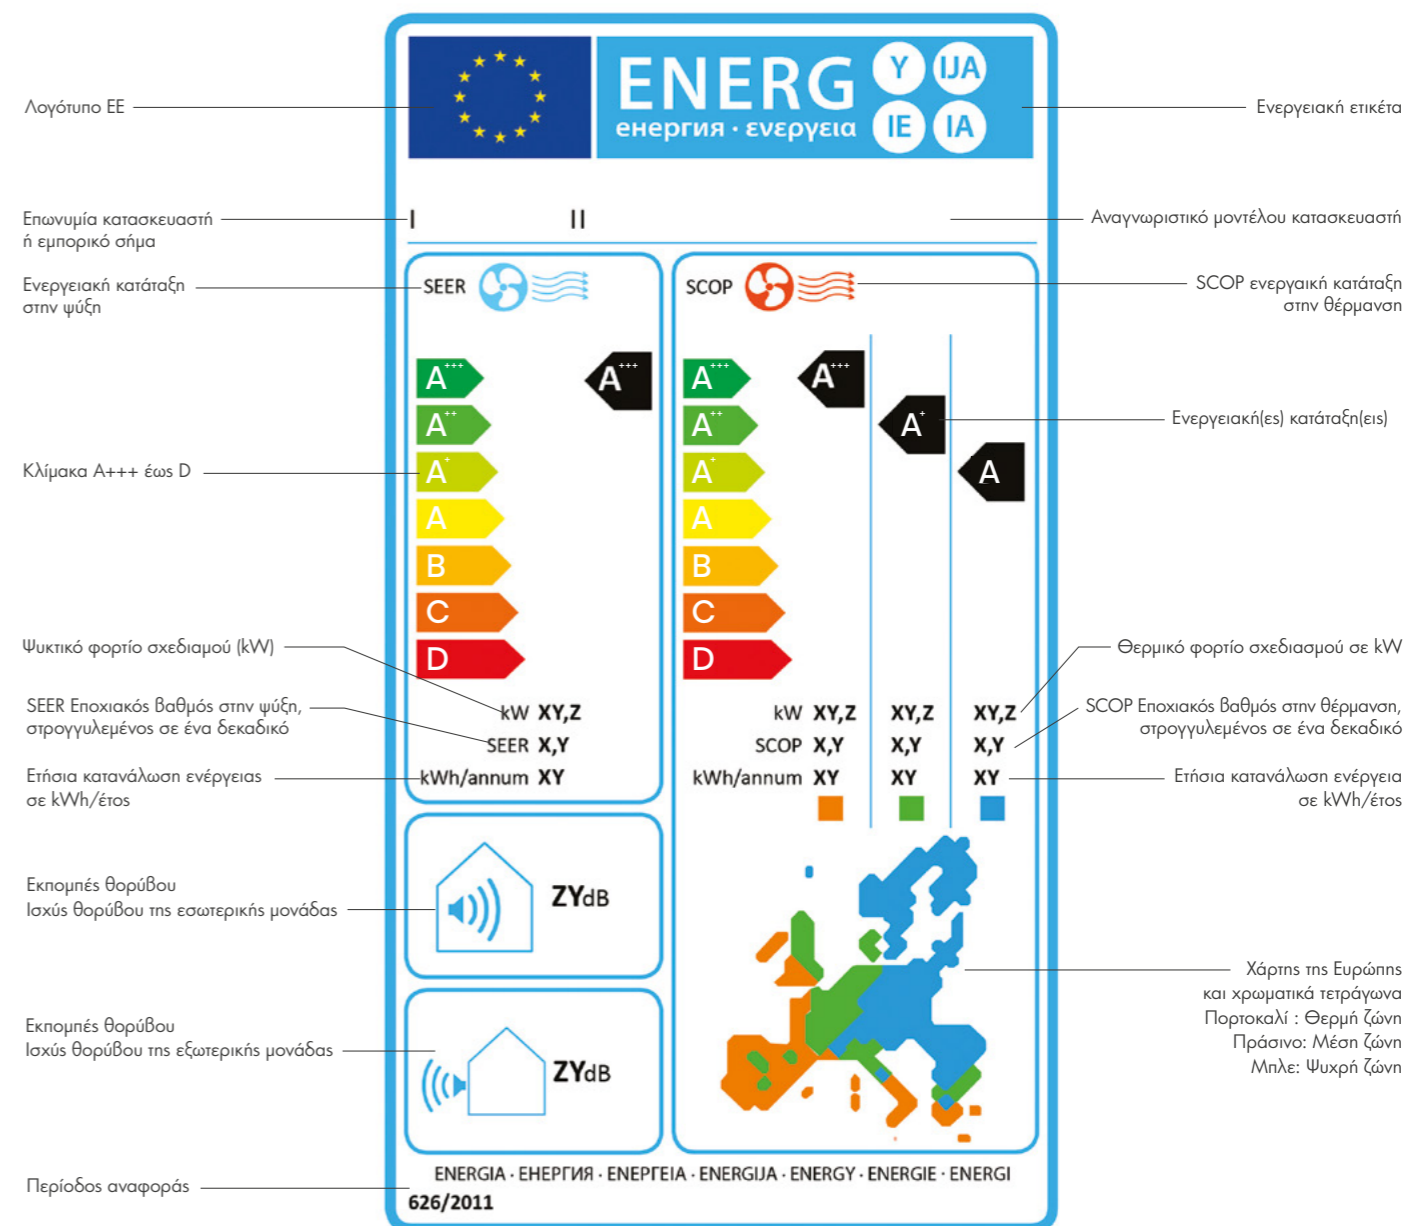 Λογότυπο ΕΕ
ENERG
енергия · ενεργεια
Y
IJA
IE
IA
Ενεργειακή ετικέτα
Επωνυμία κατασκευαστή
ή εμπορικό σήμα
I
II
Αναγνωριστικό μοντέλου κατασκευαστή
Ενεργειακή κατάταξη
στην ψύξη
SEER
SCOP
SCOP ενεργαική κατάταξη
στην θέρμανση
A+++
A+++
A+++
A+++
A++
A++
A+
Ενεργειακή(ες) κατάταξη(εις)
Κλίμακα A+++ έως D
A+
A+
A
A
A
B
B
C
C
D
D
Ψυκτικό φορτίο σχεδιαμού (kW)
Θερμικό φορτίο σχεδιασμού σε kW
kW XY,Z
kW XY,Z XY,Z XY,Z
SEER Εποχιακός βαθμός στην ψύξη,
στρογγυλεμένος σε ένα δεκαδικό
SEER X,Y
SCOP X,Y X,Y X,Y
SCOP Εποχιακός βαθμός στην θέρμανση,
στρογγυλεμένος σε ένα δεκαδικό
Ετήσια κατανάλωση ενέργειας
σε kWh/έτος
kWh/annum XY
kWh/annum XY XY XY
Ετήσια κατανάλωση ενέργεια
σε kWh/έτος
Εκπομπές θορύβου
Ισχύς θορύβου της εσωτερικής μονάδας
ZYdB
Εκπομπές θορύβου
Ισχύς θορύβου της εξωτερικής μονάδας
ZYdB
Χάρτης της Ευρώπης
και χρωματικά τετράγωνα
Πορτοκαλί : Θερμή ζώνη
Πράσινο: Μέση ζώνη
Μπλε: Ψυχρή ζώνη
ENERGIA · ЕНЕРГИЯ · ΕΝΕΡΓΕΙΑ · ENERGIJA · ENERGY · ENERGIE · ENERGI
Περίοδος αναφοράς
626/2011